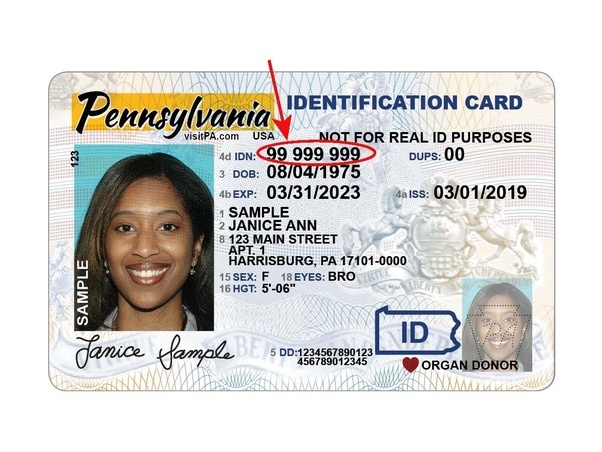 Pennsylvania
visitPA.com USA
IDENTIFICATION CARD
NOT FOR REAL ID PURPOSES
123
4d IDN: 99 999 999 DUPS: 00
3 DOB: 08/04/1975
4b EXP: 03/31/2023 4a ISS: 03/01/2019
1 SAMPLE
2 JANICE ANN
8 123 MAIN STREET
APT. 1
HARRISBURG, PA 17101-0000
15 SEX: F 18 EYES: BRO
16 HGT: 5'-06"
SAMPLE
Janice Sample
5 DD:1234567890123
456789012345
ID
ORGAN DONOR